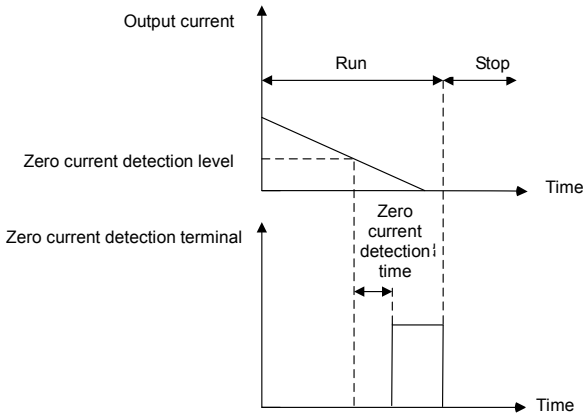 Output current
Run
Stop
Zero current detection level
Time
Zero current detection terminal
Zero
current
detection
time
Time